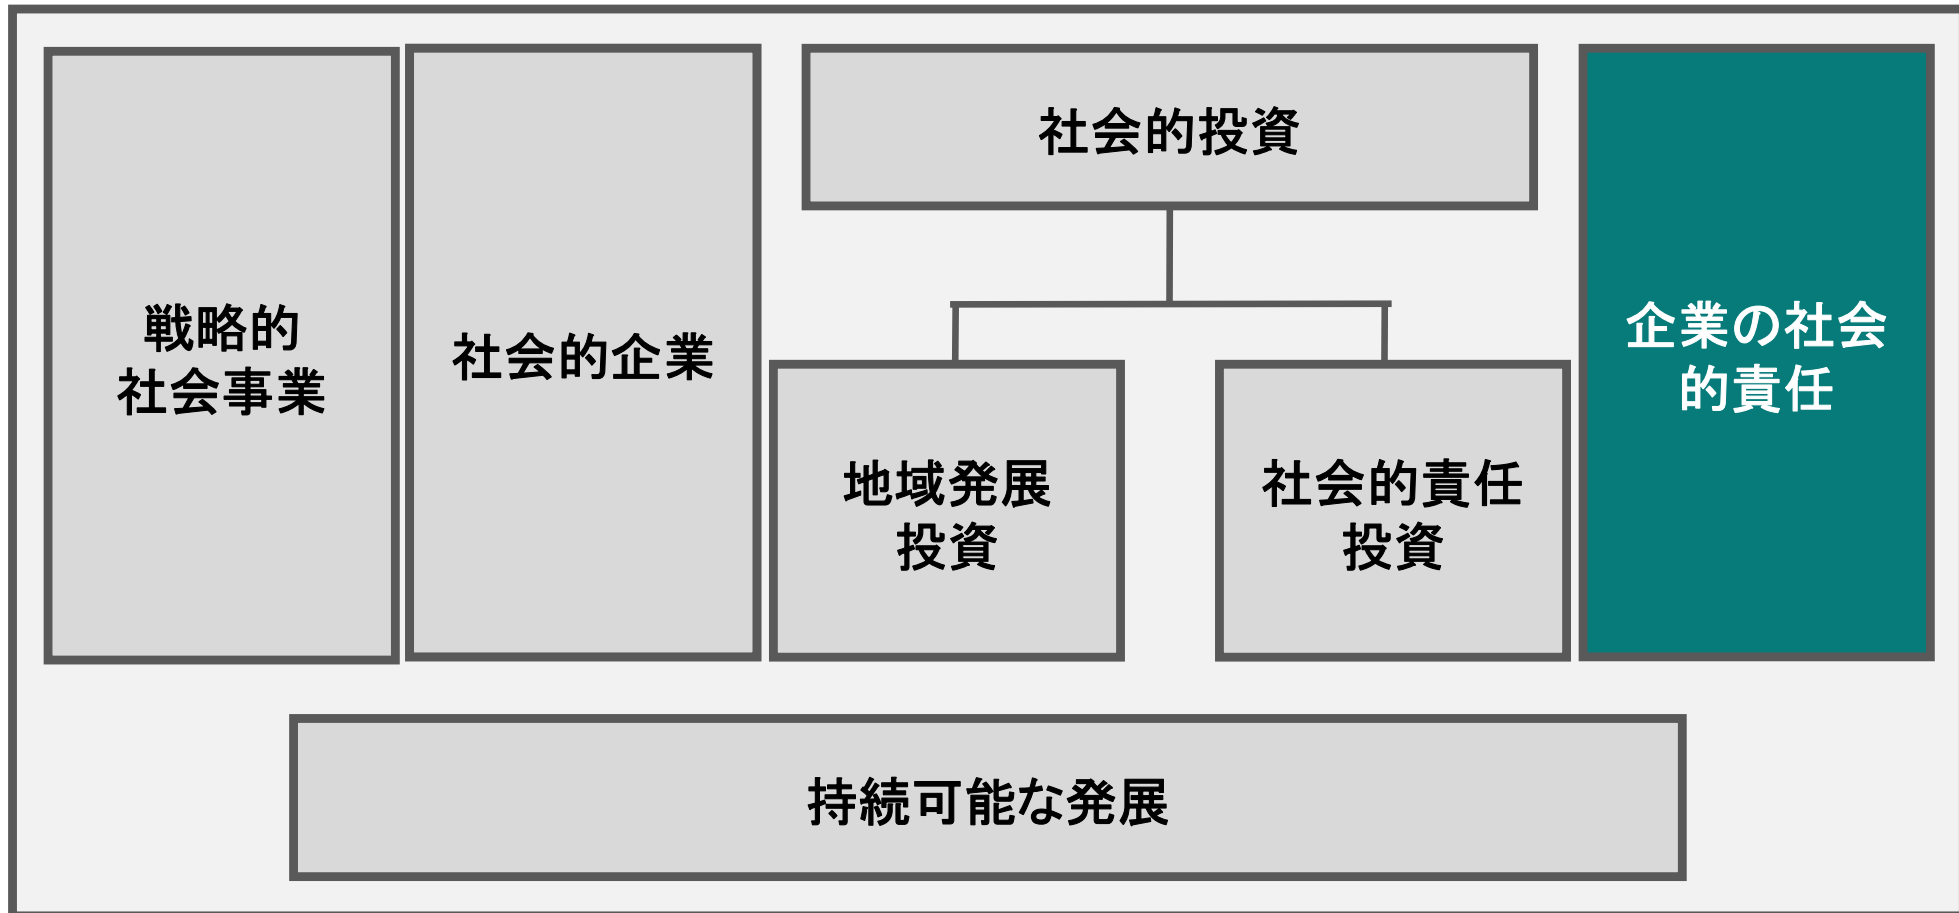 戦略的
社会事業
社会的企業
社会的投資
地域発展
投資
社会的責任
投資
企業の社会
的責任
持続可能な発展